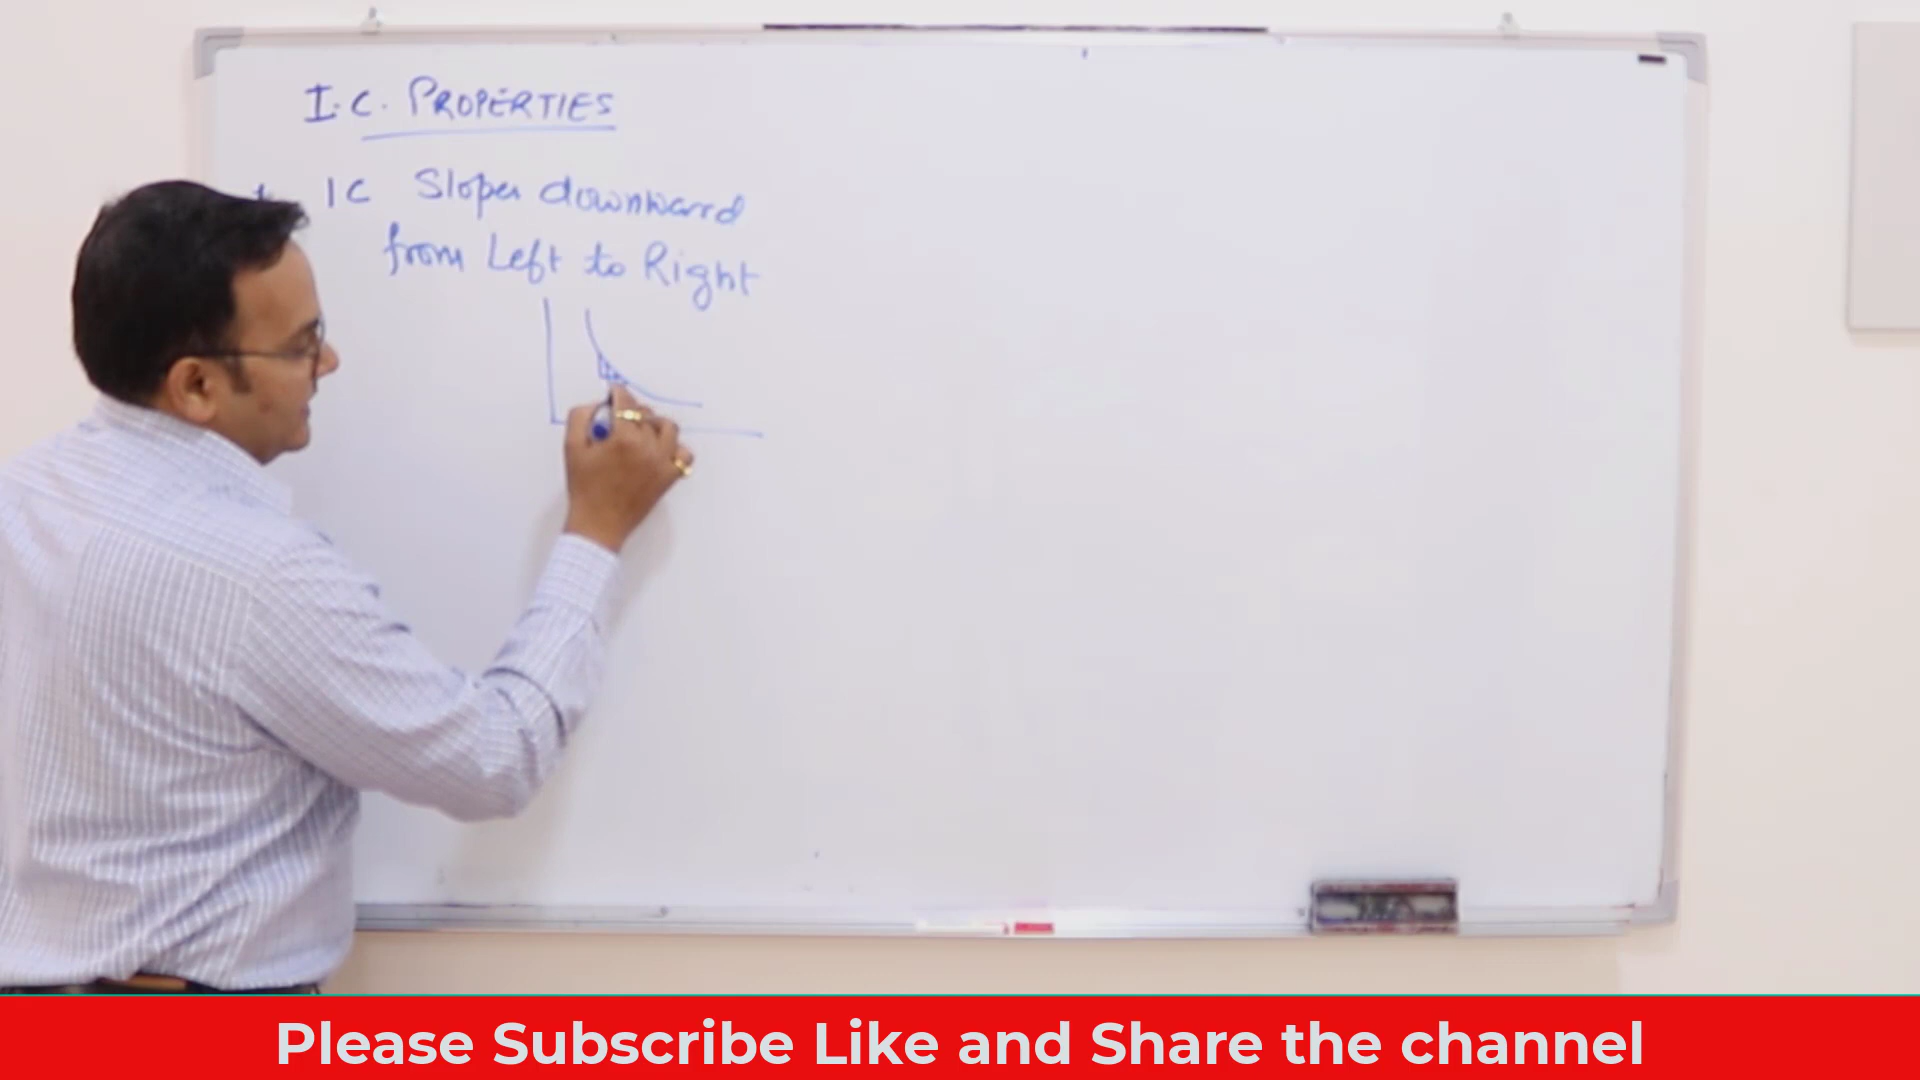 I.C. PROPERTIES
IC Slopes downward
from Left to Right
Please Subscribe Like and Share the channel